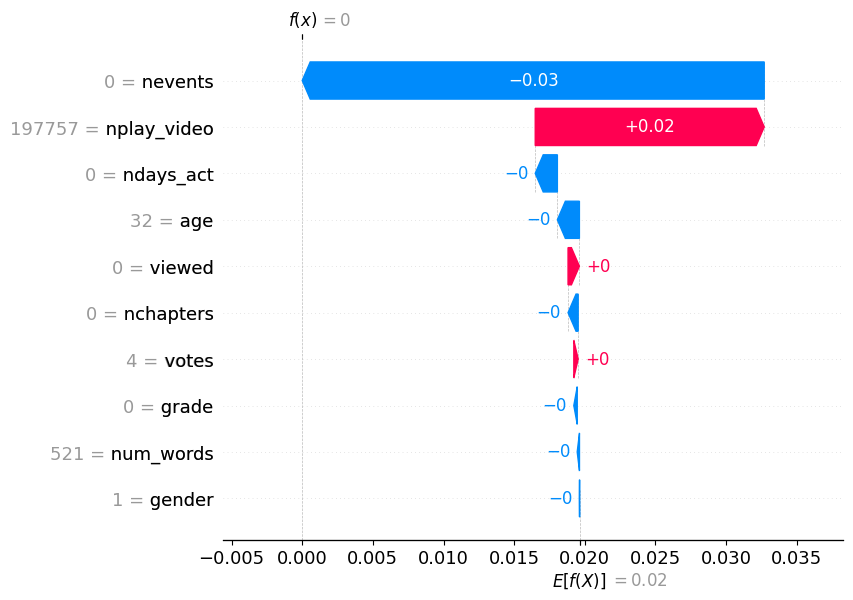 f(x) = 0
0 = nevents
−0.03
197757 = nplay_video
+0.02
0 = ndays_act
−0
32 = age
−0
0 = viewed
+0
0 = nchapters
−0
4 = votes
+0
0 = grade
−0
521 = num_words
−0
1 = gender
−0
−0.005 0.000 0.005 0.010 0.015 0.020 0.025 0.030 0.035
E[f(X)] = 0.02